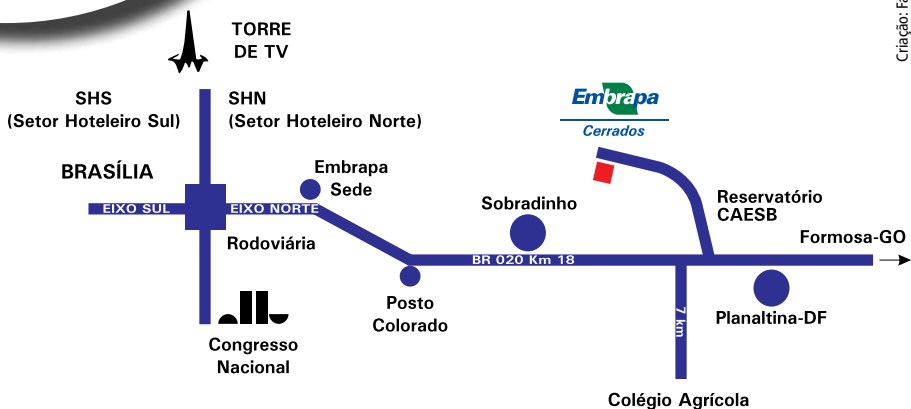 Criação: Fa
TORRE
DE TV
SHS
(Setor Hoteleiro Sul)
SHN
(Setor Hoteleiro Norte)
Embrapa
Cerrados
BRASÍLIA
Embrapa
Sede
EIXO SUL
EIXO NORTE
Rodoviária
Sobradinho
Reservatório
CAESB
Formosa-GO
BR 020 Km 18
Posto
Colorado
7 km
Planaltina-DF
Congresso
Nacional
Colégio Agrícola